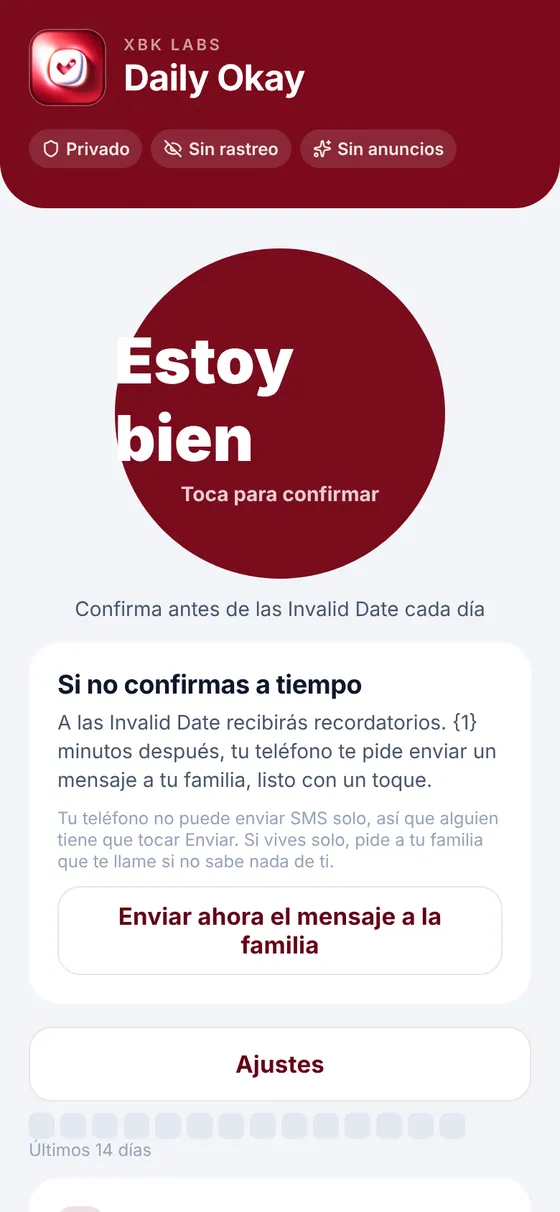 XBK LABS
Daily Okay
Privado
Sin rastreo
Sin anuncios
Estoy
bien
Toca para confirmar
Confirma antes de las Invalid Date cada día
Si no confirmas a tiempo
A las Invalid Date recibirás recordatorios. {1}
minutos después, tu teléfono te pide enviar un
mensaje a tu familia, listo con un toque.
Tu teléfono no puede enviar SMS solo, así que alguien
tiene que tocar Enviar. Si vives solo, pide a tu familia
que te llame si no sabe nada de ti.
Enviar ahora el mensaje a la
familia
Ajustes
Últimos 14 días